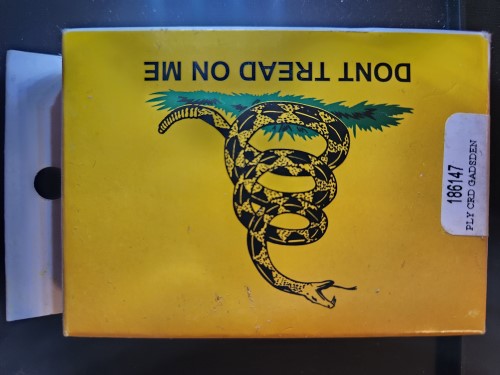 DONT TREAD ON ME
186147
PLY CRD GADSDEN